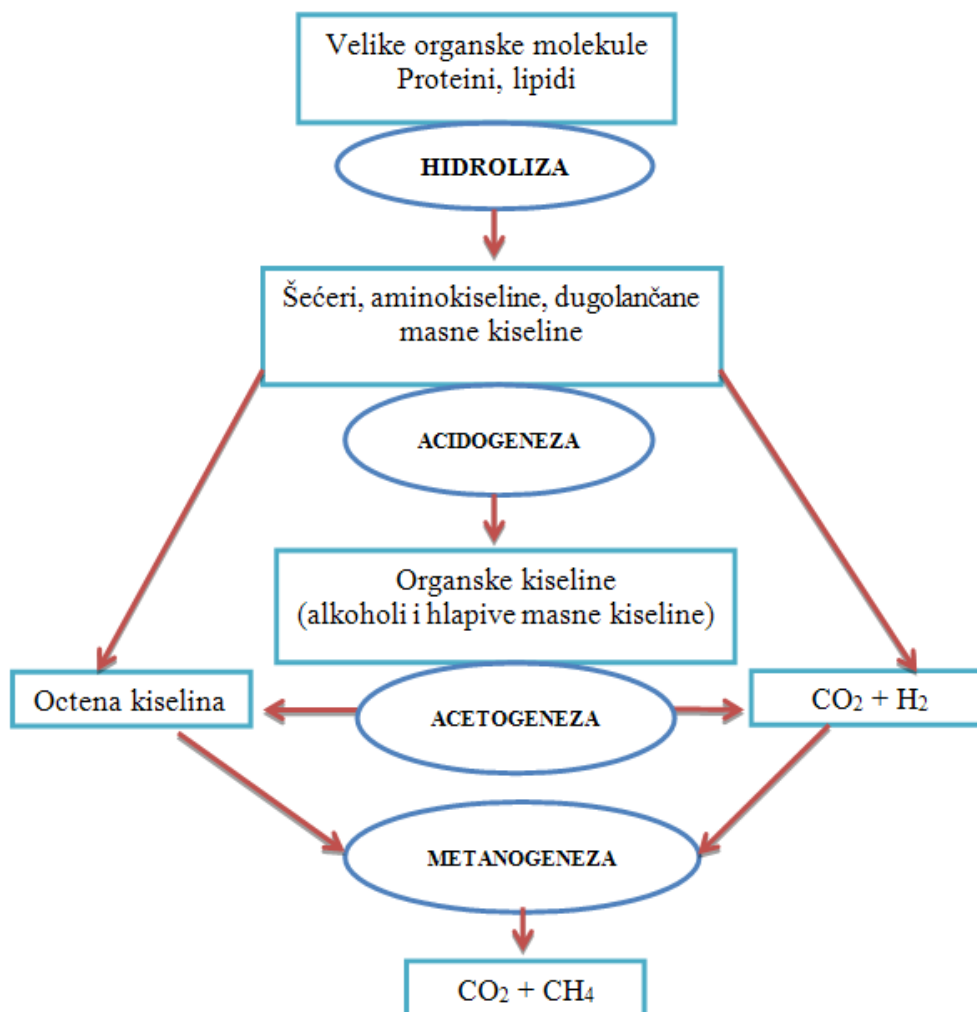 Velike organske molekule
Proteini, lipidi
HIDROLIZA
Šećeri, aminokiseline, dugolančane
masne kiseline
ACIDOGENEZA
Organske kiseline
(alkoholi i hlapive masne kiseline)
Octena kiselina
ACETOGENEZA
CO₂ + H₂
METANOGENEZA
CO₂ + CH₄